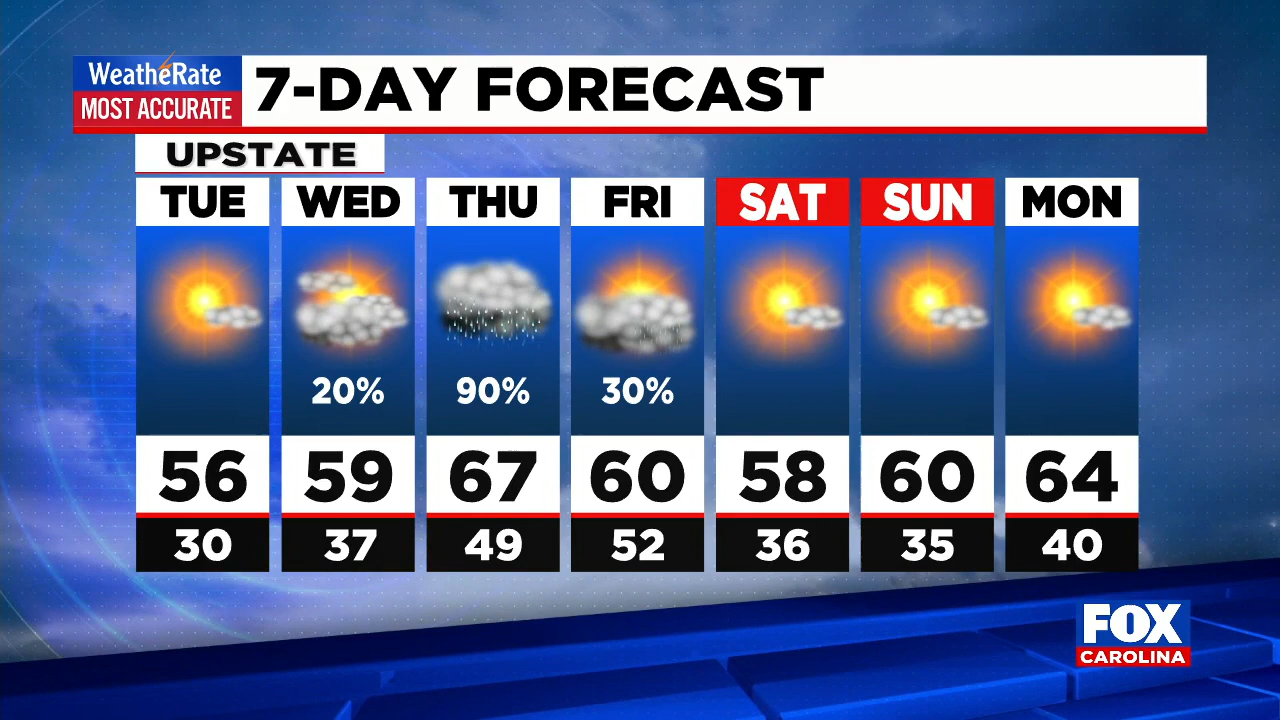 WeatheRate
MOST ACCURATE
7-DAY FORECAST
UPSTATE
TUE WED THU FRI SAT SUN MON
20% 90% 30%
56 59 67 60 58 60 64
30 37 49 52 36 35 40
FOX
CAROLINA